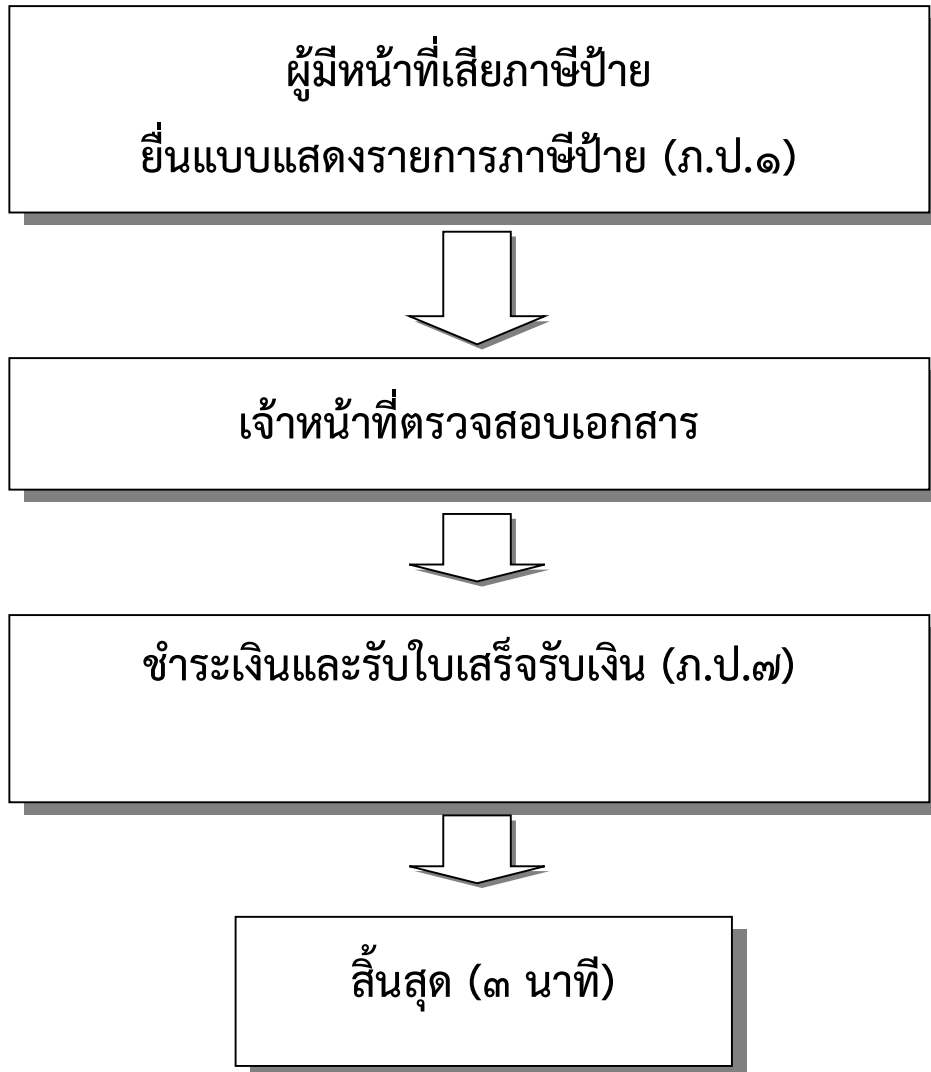 ผู้มีหน้าที่เสียภาษีป้าย
ยื่นแบบแสดงรายการภาษีป้าย (ภ.ป.๑)
เจ้าหน้าที่ตรวจสอบเอกสาร
ชำระเงินและรับใบเสร็จรับเงิน (ภ.ป.๗)
สิ้นสุด (๓ นาที)